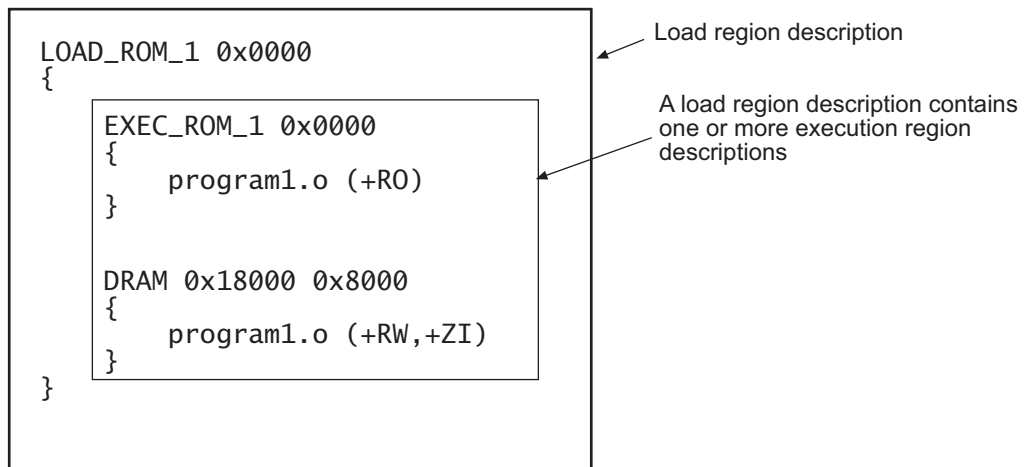 LOAD_ROM_1 0x0000
{
EXEC_ROM_1 0x0000
{
program1.o (+RO)
}
DRAM 0x18000 0x8000
{
program1.o (+RW,+ZI)
}
}
Load region description
A load region description contains
one or more execution region
descriptions